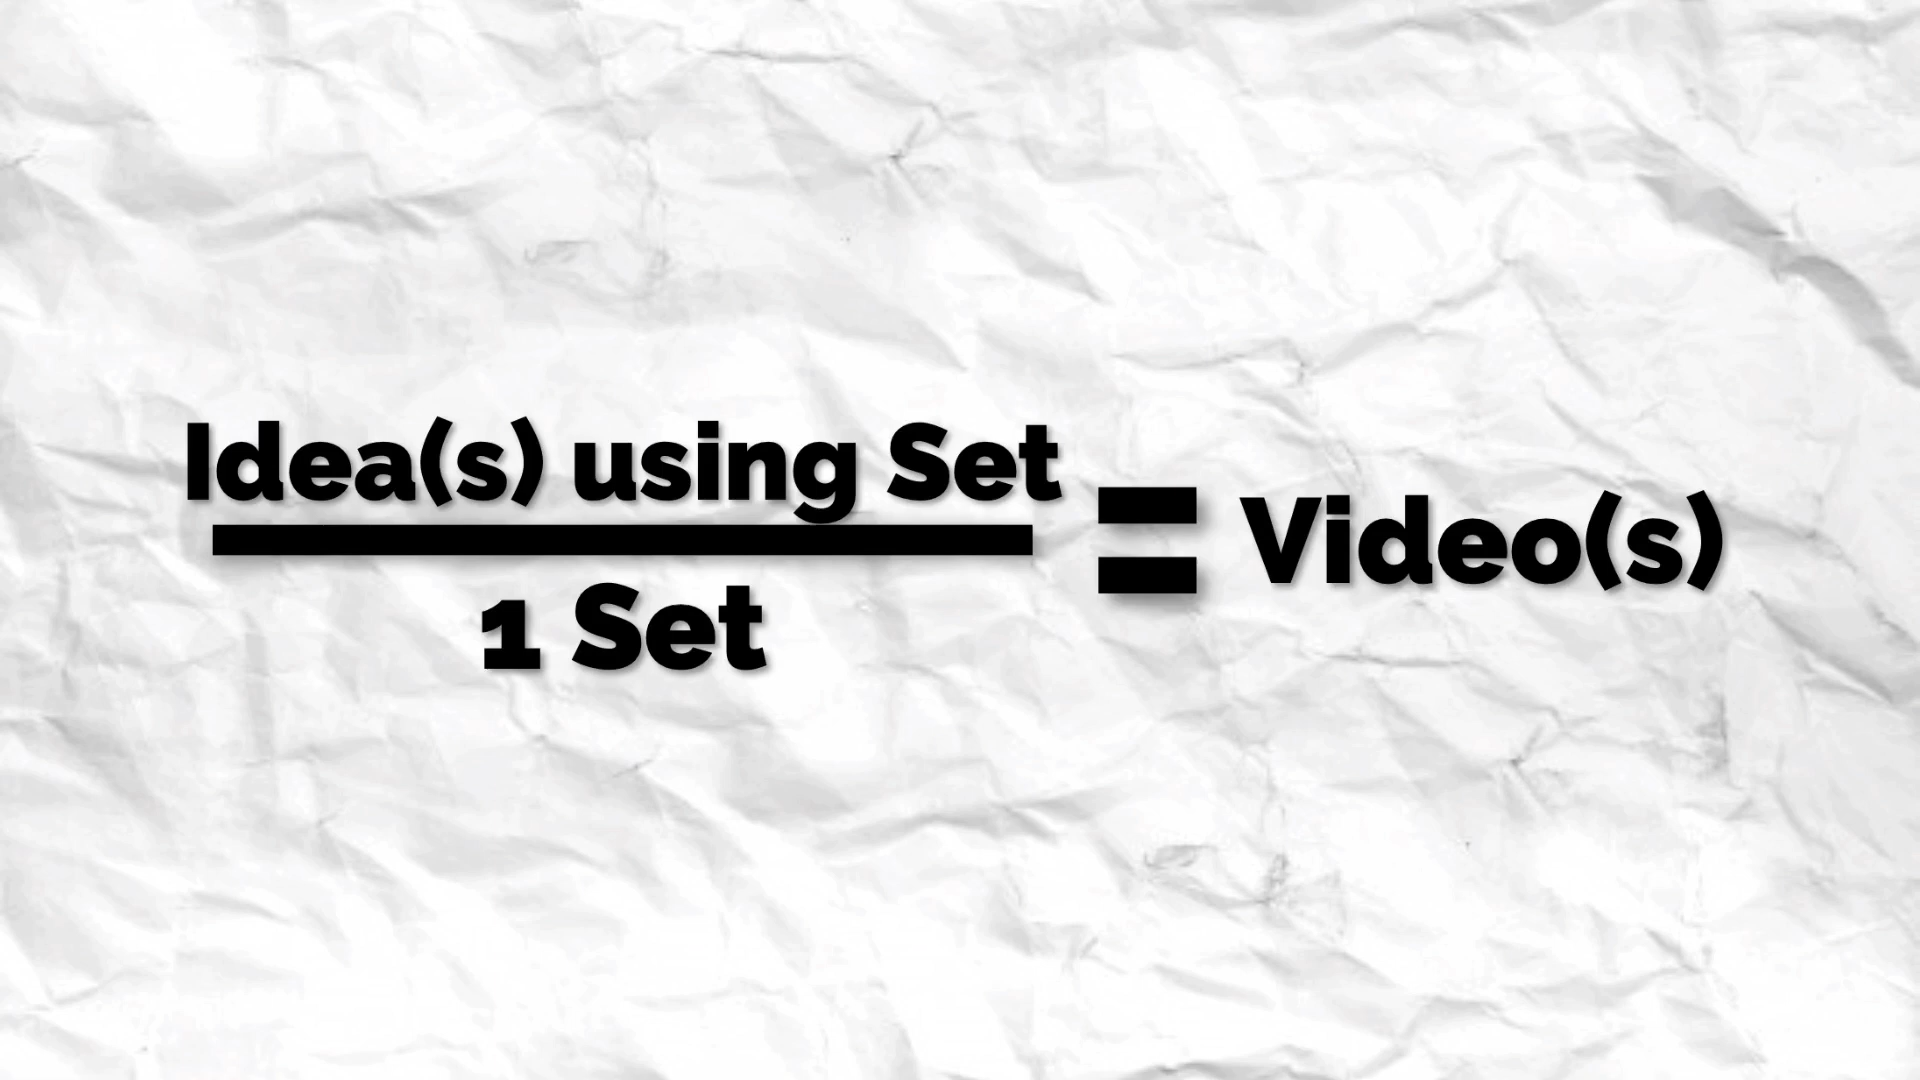 Idea(s) using Set
1 Set
= Video(s)